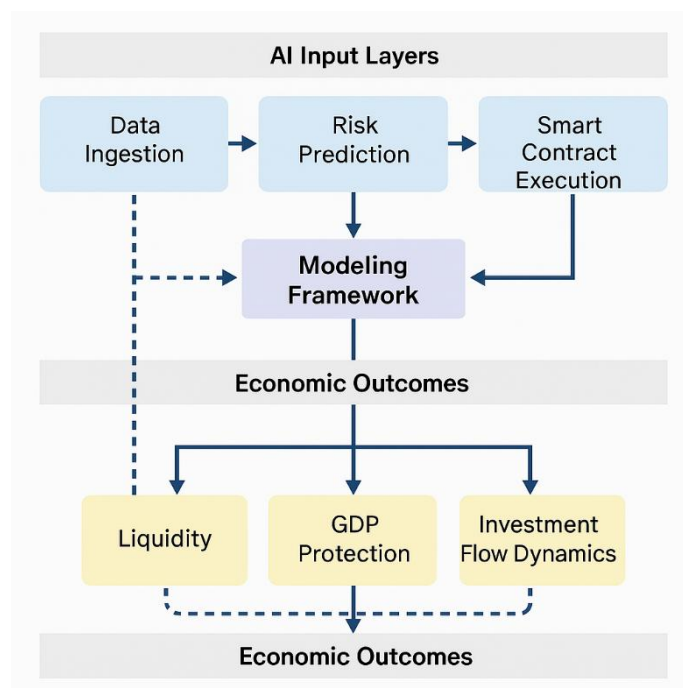 AI Input Layers
Data
Ingestion
Risk
Prediction
Smart
Contract
Execution
Modeling
Framework
Economic Outcomes
Liquidity
GDP
Protection
Investment
Flow Dynamics
Economic Outcomes